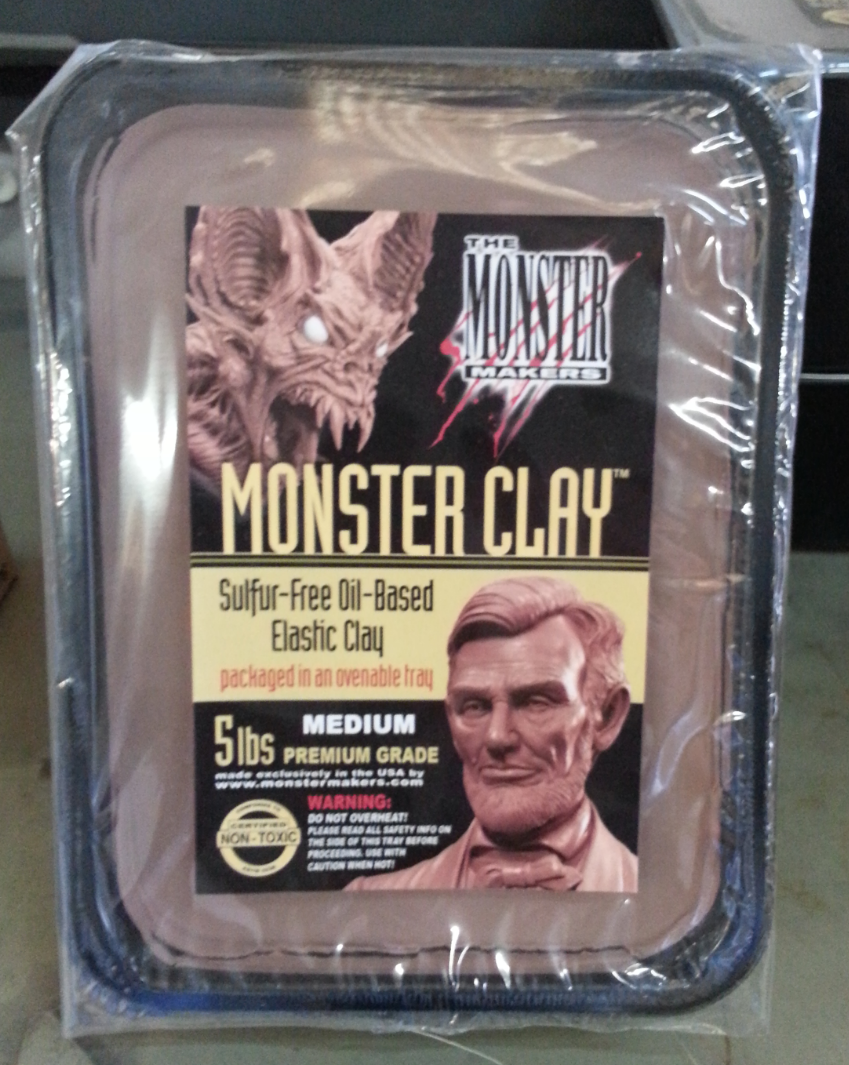 THE
MONSTER
MAKERS
MONSTER CLAY™
Sulfur-Free Oil-Based
Elastic Clay
packaged in an ovenable tray
5 lbs
MEDIUM
PREMIUM GRADE
made exclusively in the USA by
www.monstermakers.com
CERTIFIED
NON-TOXIC
WARNING:
DO NOT OVERHEAT!
PLEASE READ ALL SAFETY INFO ON
THE SIDE OF THIS TRAY BEFORE
PROCEEDING. USE WITH
CAUTION WHEN HOT!